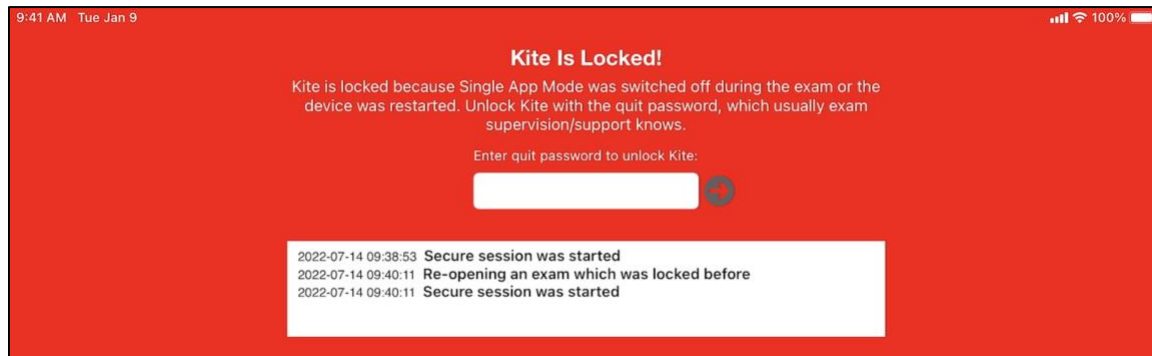 9:41 AM Tue Jan 9 100%
Kite Is Locked!
Kite is locked because Single App Mode was switched off during the exam or the
device was restarted. Unlock Kite with the quit password, which usually exam
supervision/support knows.
Enter quit password to unlock Kite:
2022-07-14 09:38:53 Secure session was started
2022-07-14 09:40:11 Re-opening an exam which was locked before
2022-07-14 09:40:11 Secure session was started